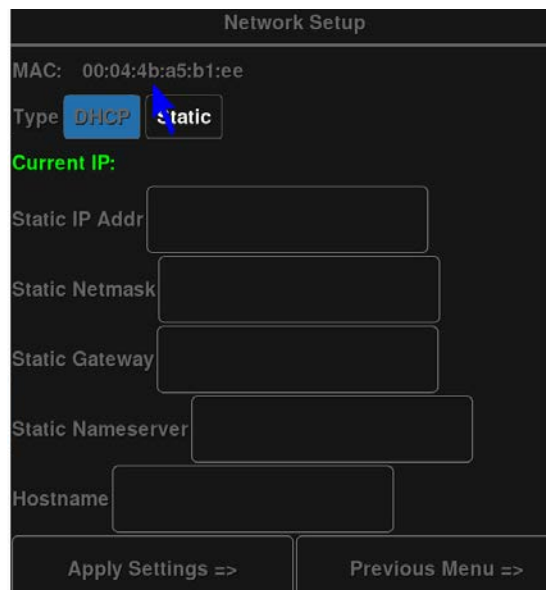 Network Setup
MAC: 00:04:4b:a5:b1:ee
Type DHCP Static
Current IP:
Static IP Addr
Static Netmask
Static Gateway
Static Nameserver
Hostname
Apply Settings => Previous Menu =>